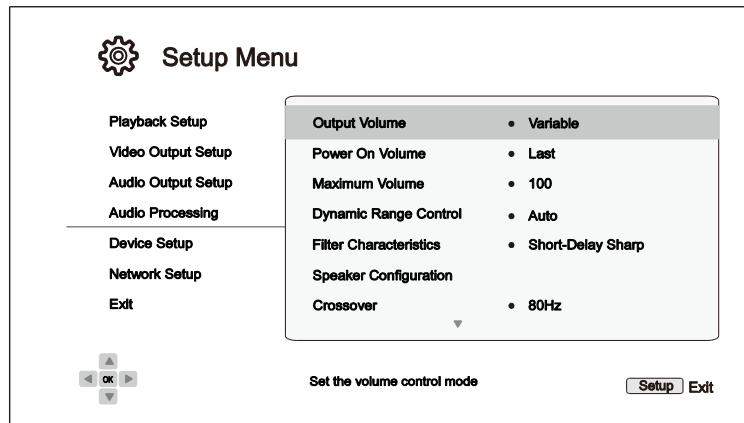 Setup Menu
Playback Setup
Video Output Setup
Audio Output Setup
Audio Processing
Device Setup
Network Setup
Exit
Output Volume • Variable
Power On Volume • Last
Maximum Volume • 100
Dynamic Range Control • Auto
Filter Characteristics • Short-Delay Sharp
Speaker Configuration
Crossover • 80Hz
OK
Set the volume control mode
Setup Exit